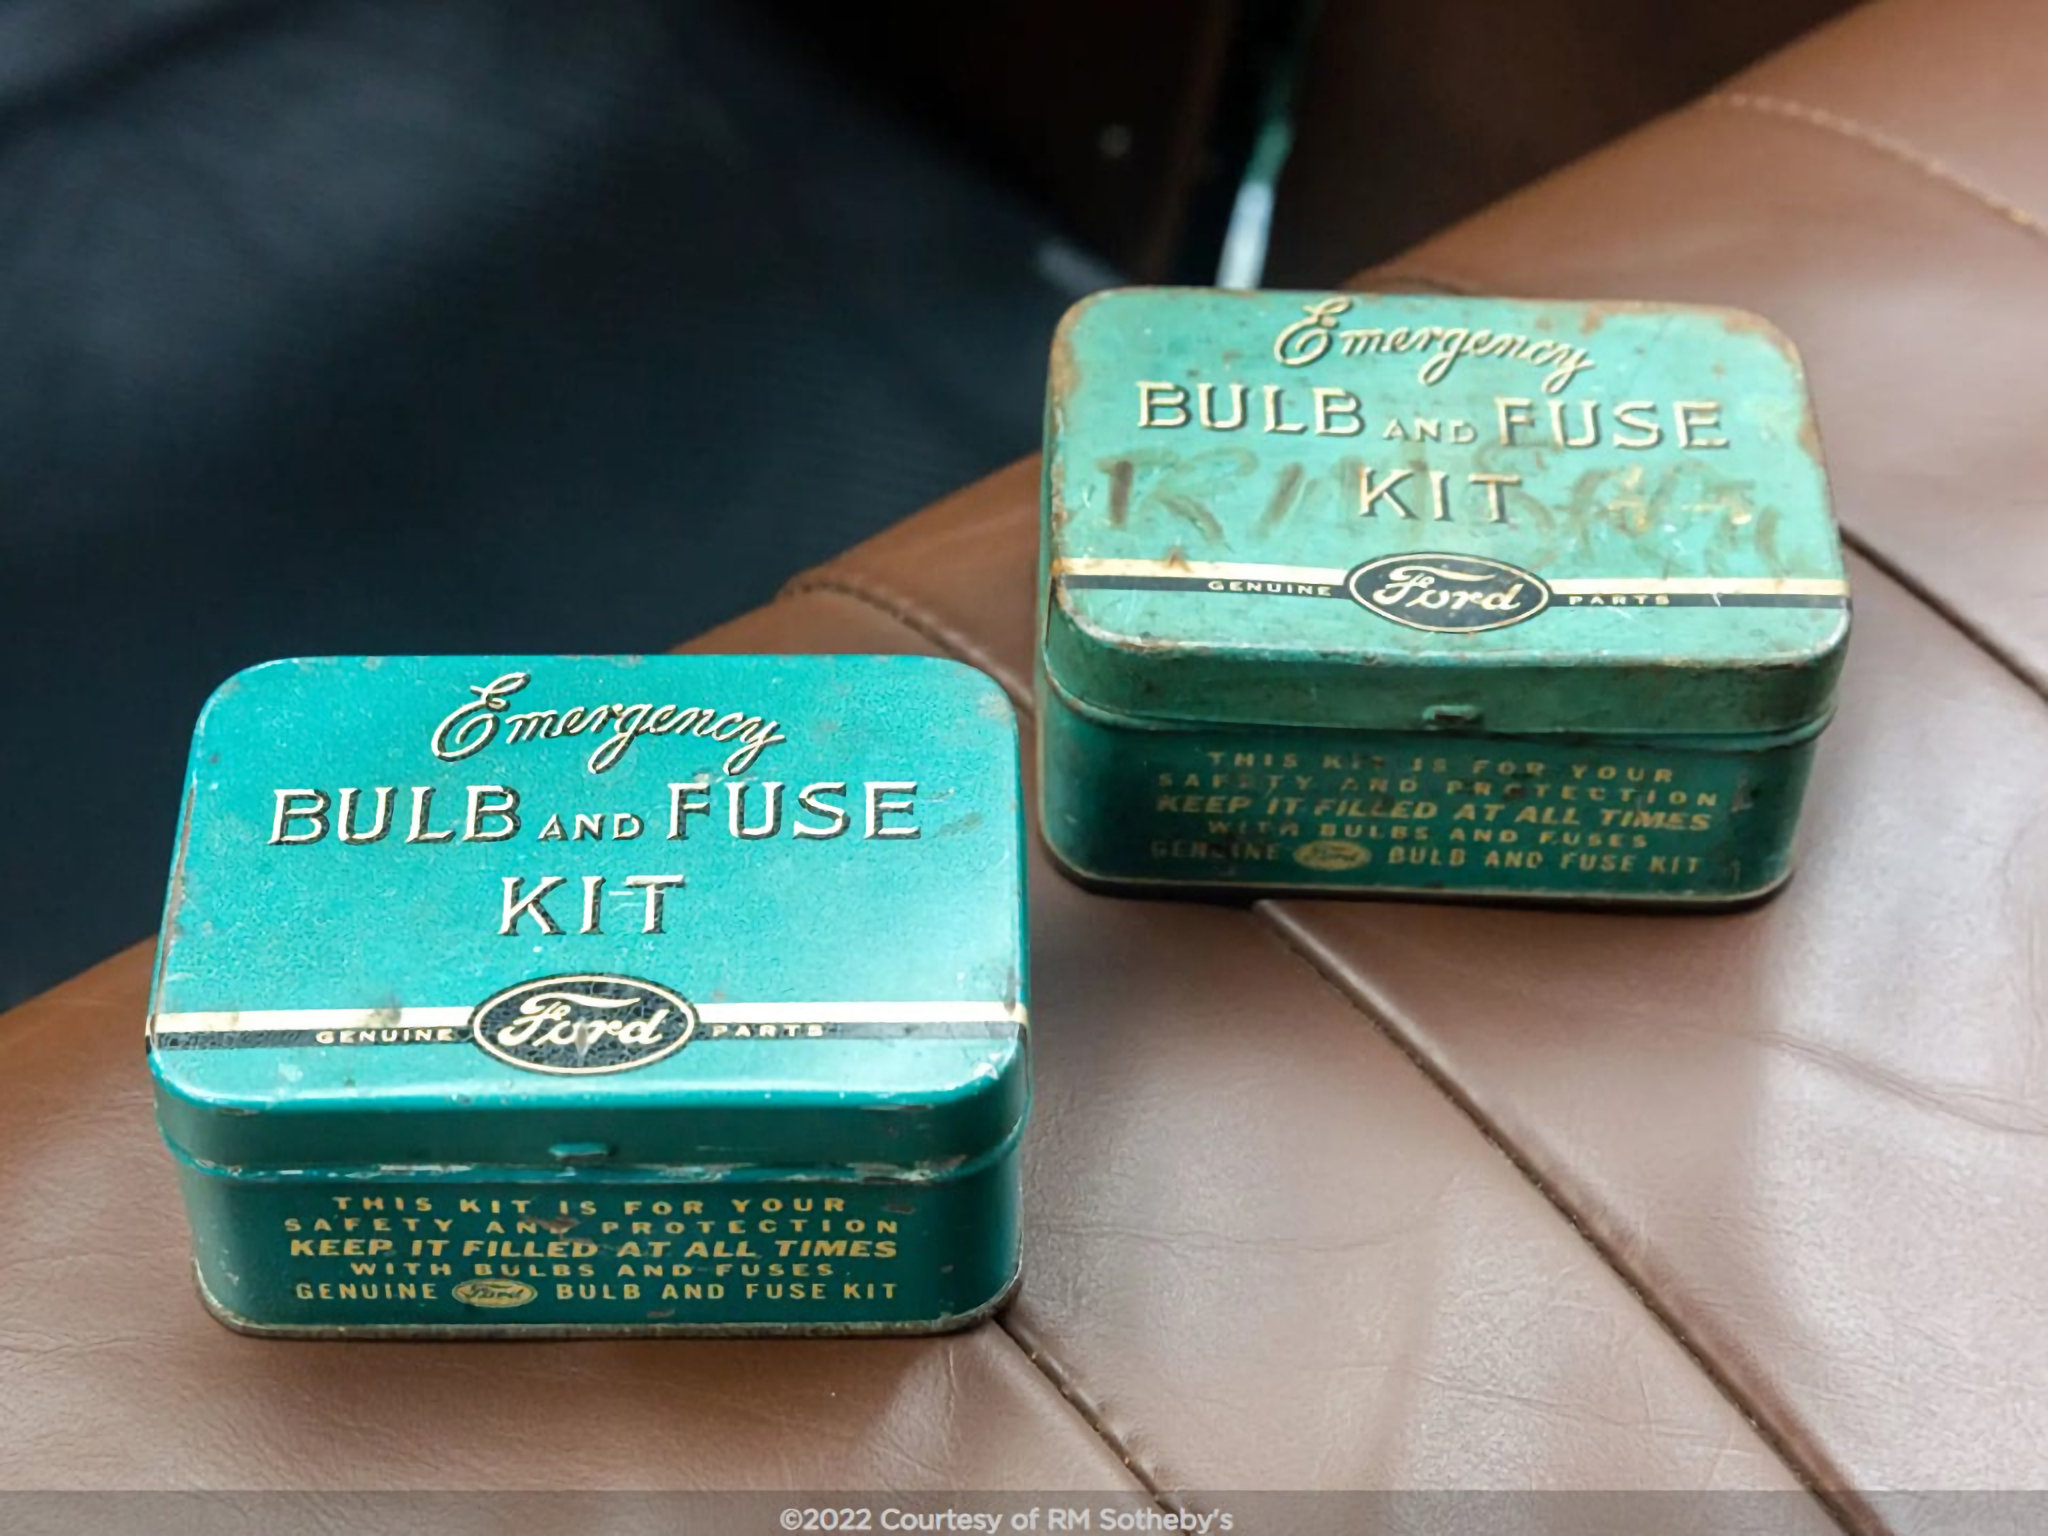 Emergency
BULB AND FUSE
KIT
GENUINE Ford PARTS
THIS KIT IS FOR YOUR
SAFETY AND PROTECTION
KEEP IT FILLED AT ALL TIMES
WITH BULBS AND FUSES
GENUINE Ford BULB AND FUSE KIT
Emergency
BULB AND FUSE
KIT
GENUINE Ford PARTS
THIS KIT IS FOR YOUR
SAFETY AND PROTECTION
KEEP IT FILLED AT ALL TIMES
WITH BULBS AND FUSES
GENUINE Ford BULB AND FUSE KIT
©2022 Courtesy of RM Sotheby's